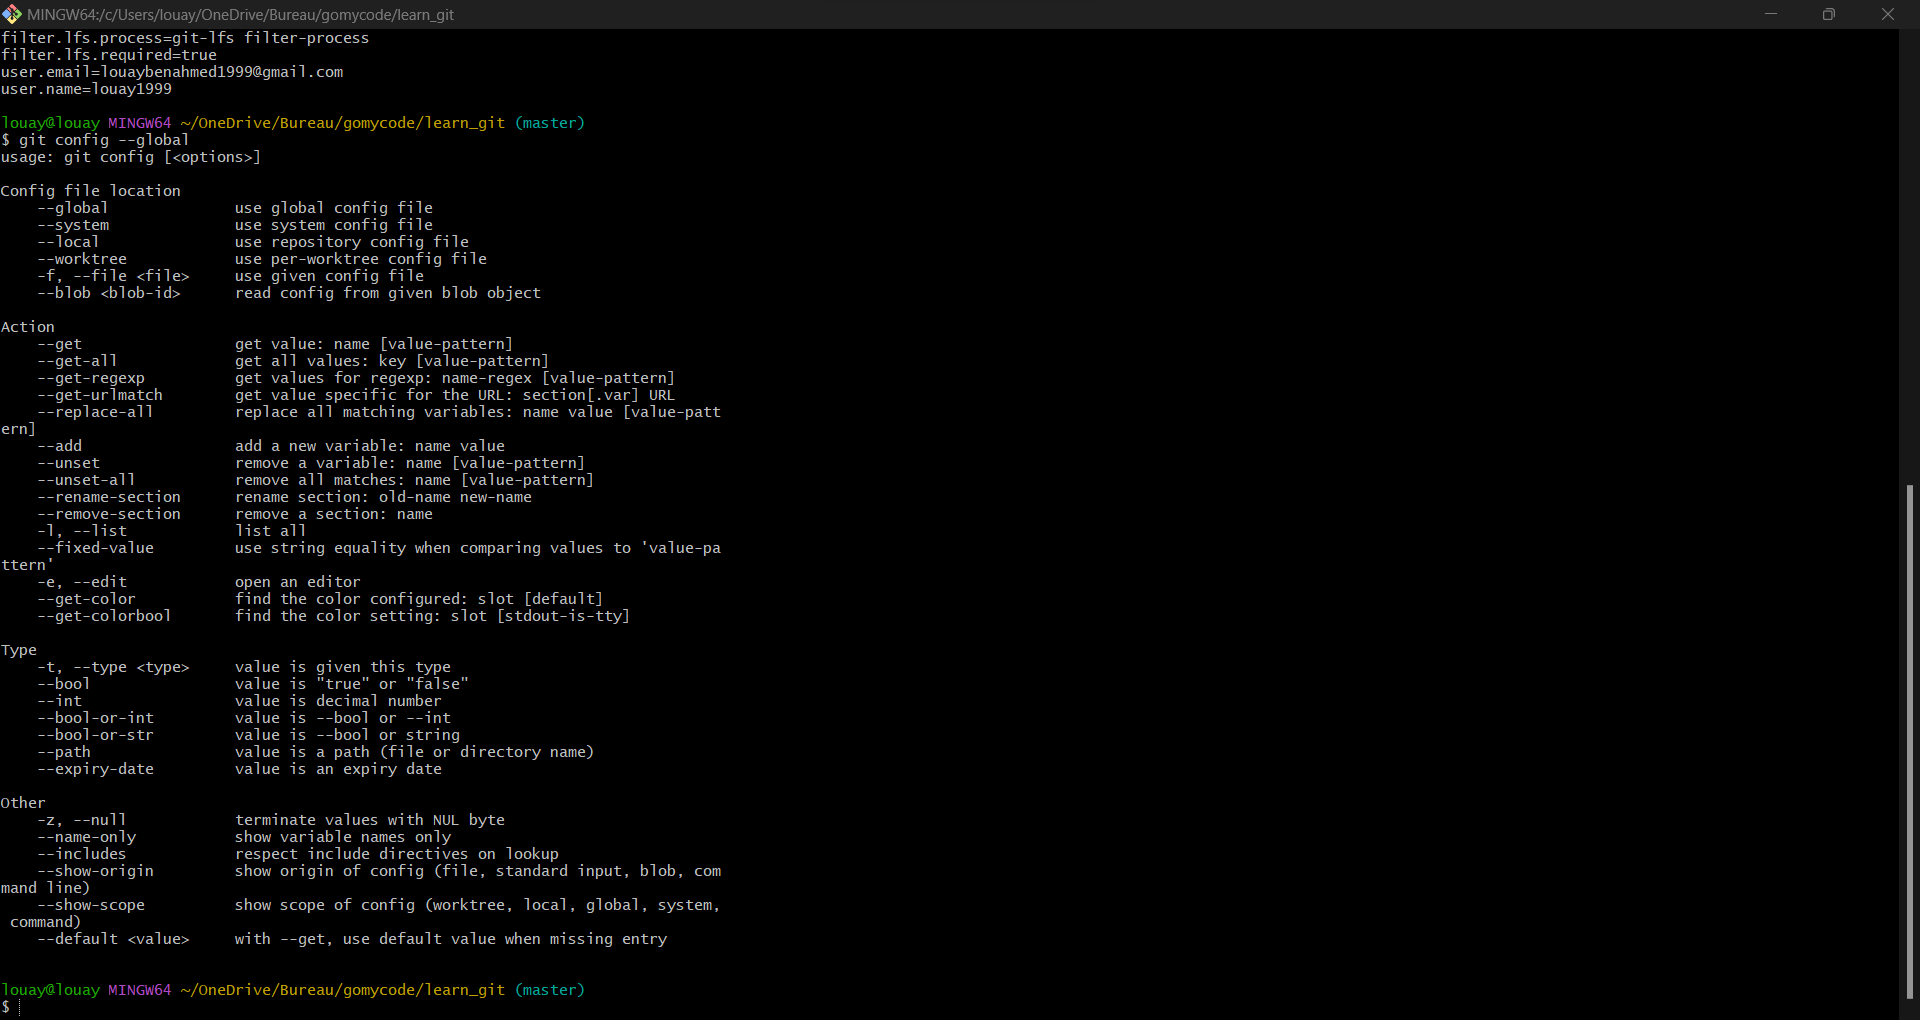 MINGW64:/c/Users/louay/OneDrive/Bureau/gomycode/learn_git
filter.lfs.process=git-lfs filter-process
filter.lfs.required=true
user.email=louaybenahmed1999@gmail.com
user.name=louay1999

louay@louay MINGW64 ~/OneDrive/Bureau/gomycode/learn_git (master)
$ git config --global
usage: git config [<options>]

Config file location
    --global              use global config file
    --system              use system config file
    --local               use repository config file
    --worktree            use per-worktree config file
    -f, --file <file>     use given config file
    --blob <blob-id>      read config from given blob object

Action
    --get                 get value: name [value-pattern]
    --get-all             get all values: key [value-pattern]
    --get-regexp          get values for regexp: name-regex [value-pattern]
    --get-urlmatch        get value specific for the URL: section[.var] URL
    --replace-all         replace all matching variables: name value [value-patt
ern]
    --add                 add a new variable: name value
    --unset               remove a variable: name [value-pattern]
    --unset-all           remove all matches: name [value-pattern]
    --rename-section      rename section: old-name new-name
    --remove-section      remove a section: name
    -l, --list            list all
    --fixed-value         use string equality when comparing values to 'value-pa
ttern'
    -e, --edit            open an editor
    --get-color           find the color configured: slot [default]
    --get-colorbool       find the color setting: slot [stdout-is-tty]

Type
    -t, --type <type>     value is given this type
    --bool                value is "true" or "false"
    --int                 value is decimal number
    --bool-or-int         value is --bool or --int
    --bool-or-str         value is --bool or string
    --path                value is a path (file or directory name)
    --expiry-date         value is an expiry date

Other
    -z, --null            terminate values with NUL byte
    --name-only           show variable names only
    --includes            respect include directives on lookup
    --show-origin         show origin of config (file, standard input, blob, com
mand line)
    --show-scope          show scope of config (worktree, local, global, system,
 command)
    --default <value>     with --get, use default value when missing entry

louay@louay MINGW64 ~/OneDrive/Bureau/gomycode/learn_git (master)
$